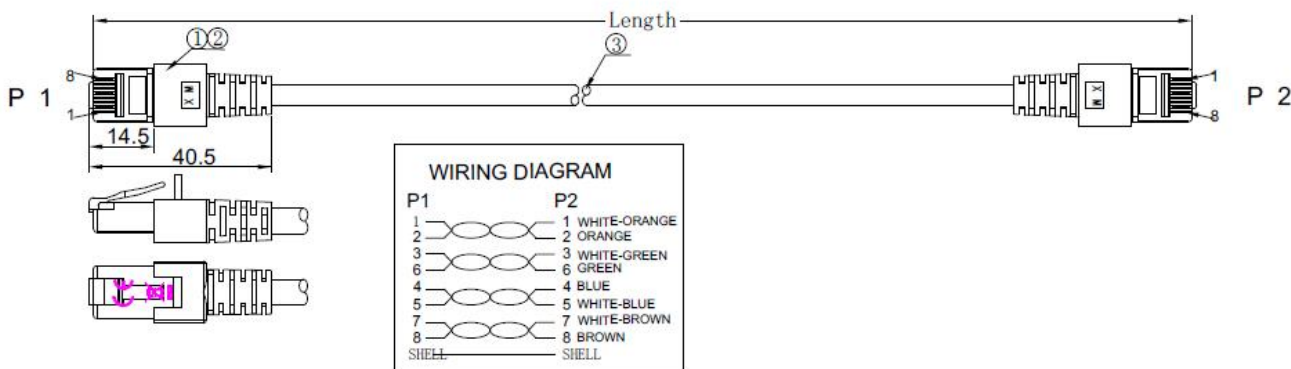 Length
①②
③
8
1
P 1
1
8
P 2
14.5
40.5
WIRING DIAGRAM
P1 P2
1 1 WHITE-ORANGE
2 2 ORANGE
3 3 WHITE-GREEN
6 6 GREEN
4 4 BLUE
5 5 WHITE-BLUE
7 7 WHITE-BROWN
8 8 BROWN
SHELL SHELL